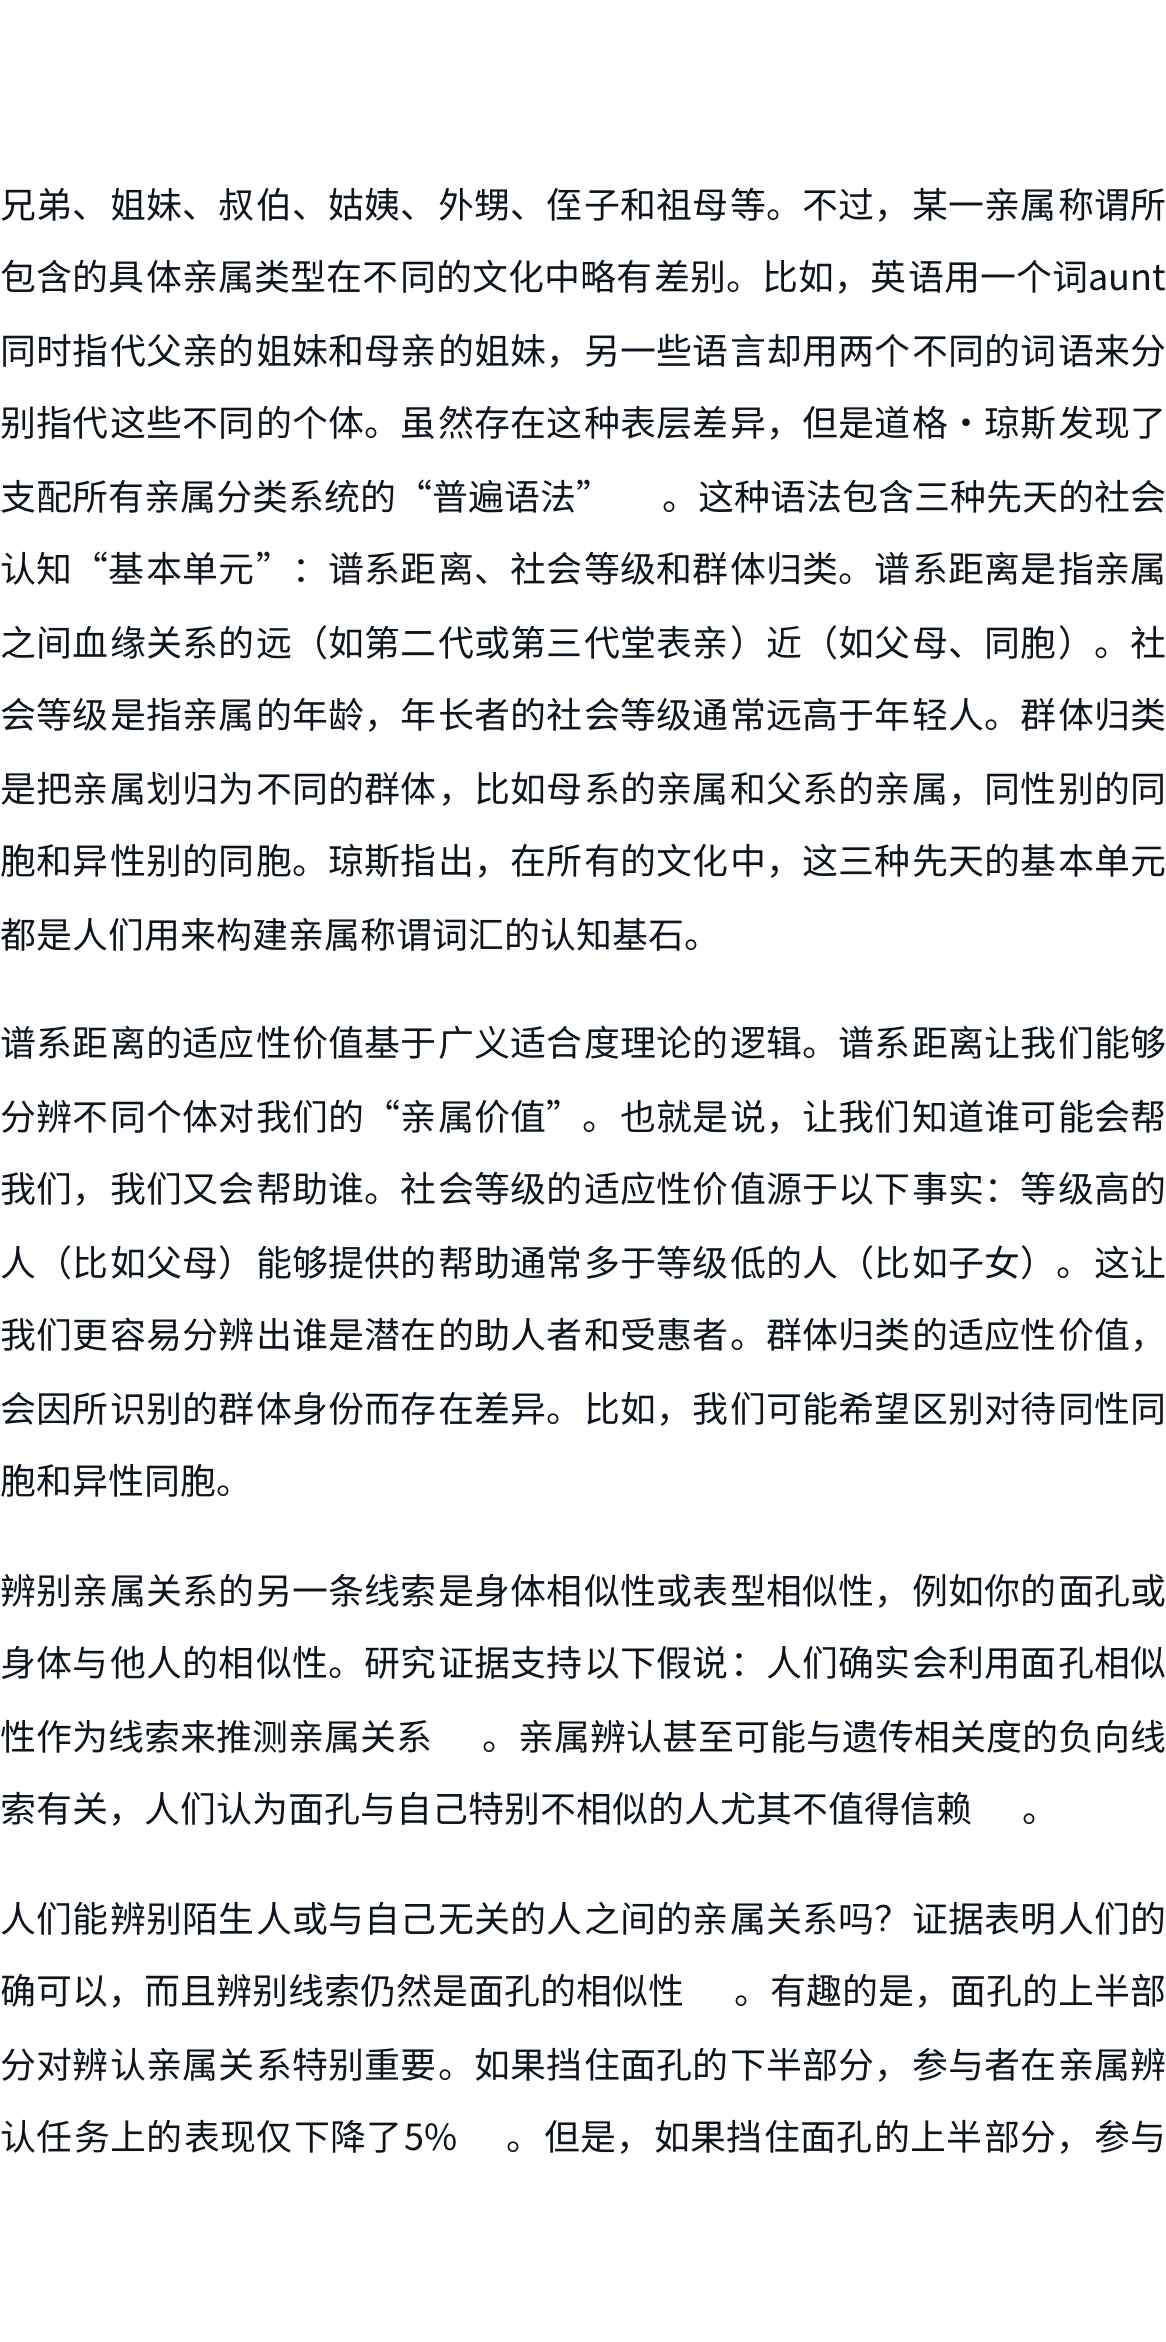 兄弟、姐妹、叔伯、姑姨、外甥、侄子和祖母等。不过，某一亲属称谓所
包含的具体亲属类型在不同的文化中略有差别。比如，英语用一个词aunt
同时指代父亲的姐妹和母亲的姐妹，另一些语言却用两个不同的词语来分
别指代这些不同的个体。虽然存在这种表层差异，但是道格·琼斯发现了
支配所有亲属分类系统的“普遍语法” 。这种语法包含三种先天的社会
认知“基本单元”：谱系距离、社会等级和群体归类。谱系距离是指亲属
之间血缘关系的远（如第二代或第三代堂表亲）近（如父母、同胞）。社
会等级是指亲属的年龄，年长者的社会等级通常远高于年轻人。群体归类
是把亲属划归为不同的群体，比如母系的亲属和父系的亲属，同性别的同
胞和异性别的同胞。琼斯指出，在所有的文化中，这三种先天的基本单元
都是人们用来构建亲属称谓词汇的认知基石。
谱系距离的适应性价值基于广义适合度理论的逻辑。谱系距离让我们能够
分辨不同个体对我们的“亲属价值”。也就是说，让我们知道谁可能会帮
我们，我们又会帮助谁。社会等级的适应性价值源于以下事实：等级高的
人（比如父母）能够提供的帮助通常多于等级低的人（比如子女）。这让
我们更容易分辨出谁是潜在的助人者和受惠者。群体归类的适应性价值，
会因所识别的群体身份而存在差异。比如，我们可能希望区别对待同性同
胞和异性同胞。
辨别亲属关系的另一条线索是身体相似性或表型相似性，例如你的面孔或
身体与他人的相似性。研究证据支持以下假说：人们确实会利用面孔相似
性作为线索来推测亲属关系 。亲属辨认甚至可能与遗传相关度的负向线
索有关，人们认为面孔与自己特别不相似的人尤其不值得信赖 。
人们能辨别陌生人或与自己无关的人之间的亲属关系吗？证据表明人们的
确可以，而且辨别线索仍然是面孔的相似性 。有趣的是，面孔的上半部
分对辨认亲属关系特别重要。如果挡住面孔的下半部分，参与者在亲属辨
认任务上的表现仅下降了5% 。但是，如果挡住面孔的上半部分，参与